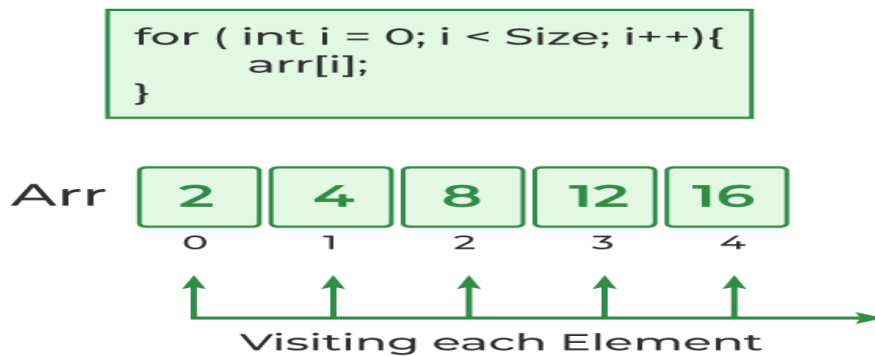 for ( int i = 0; i < Size; i++){
arr[i];
}
Arr 2 4 8 12 16
0 1 2 3 4
Visiting each Element